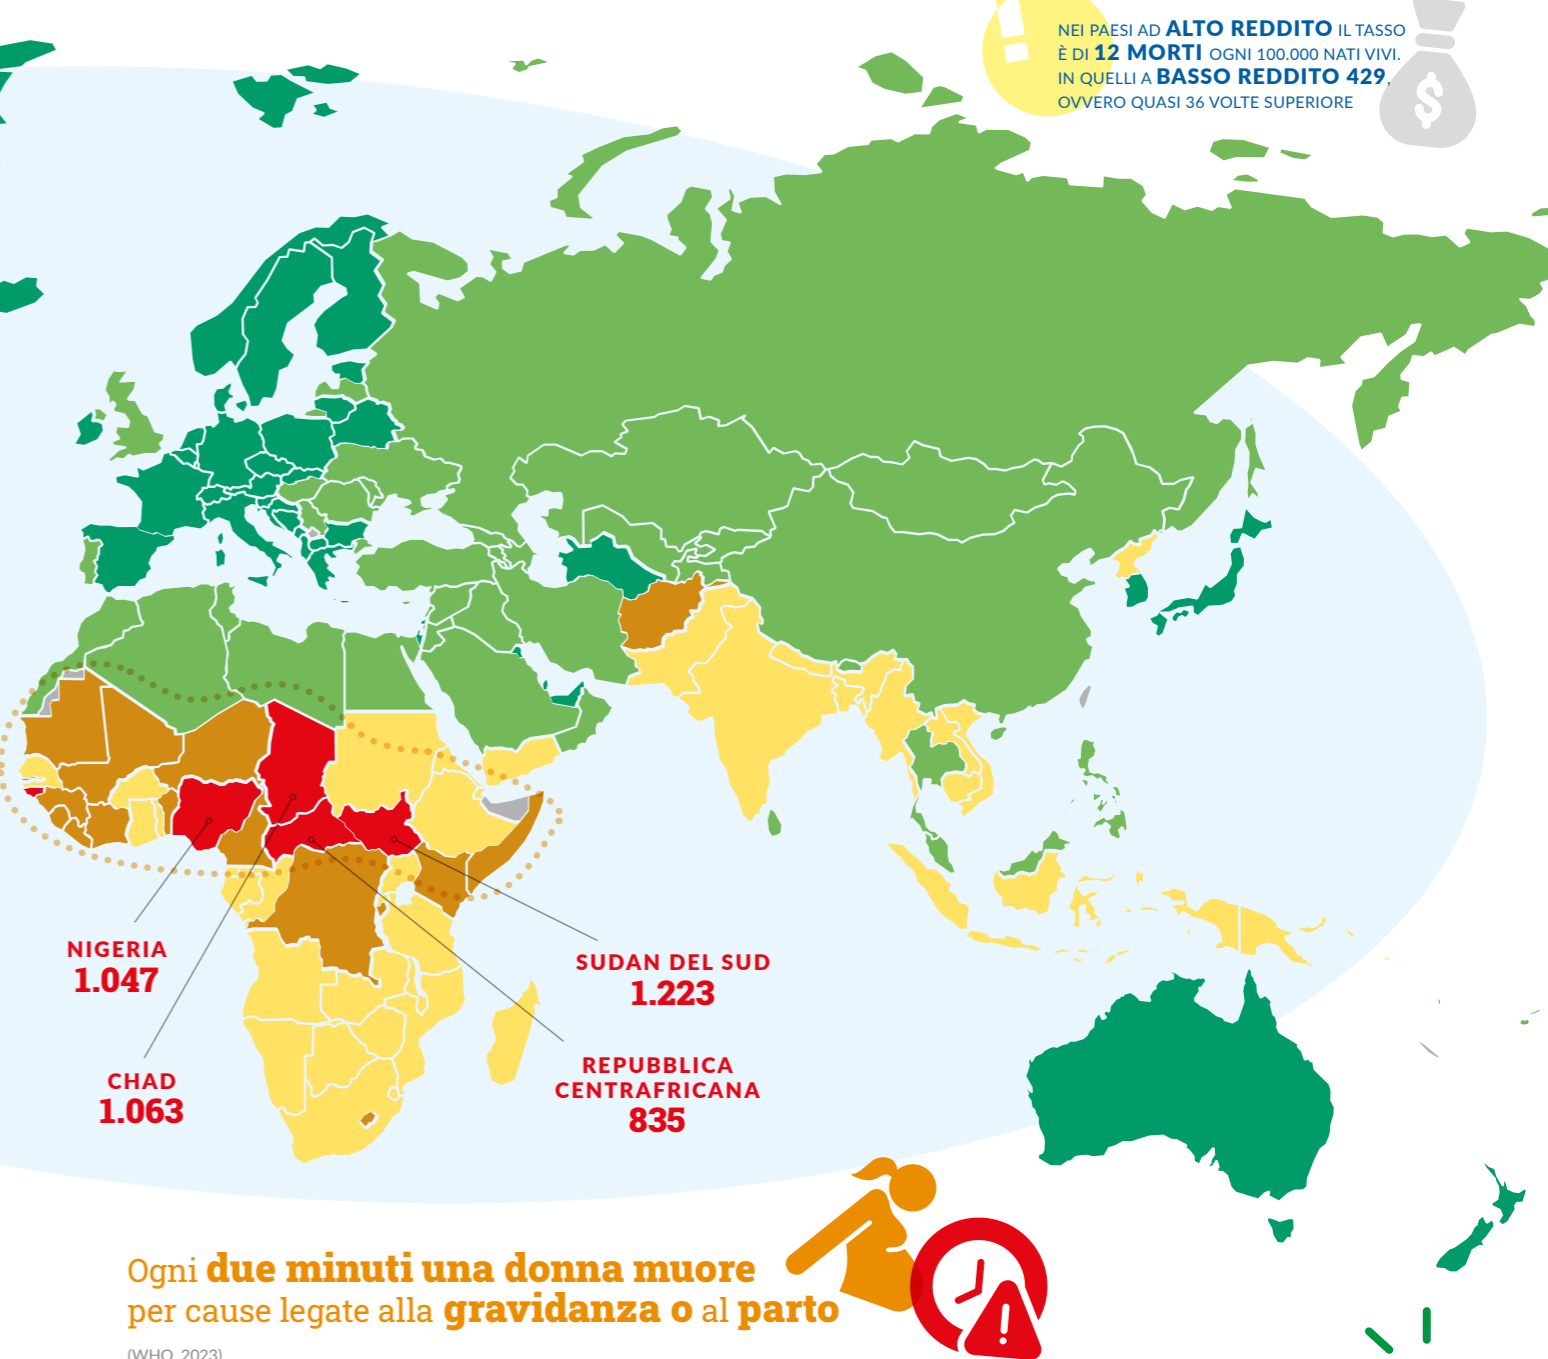 NEI PAESI AD ALTO REDDITO IL TASSO
È DI 12 MORTI OGNI 100.000 NATI VIVI.
IN QUELLI A BASSO REDDITO 429,
OVVERO QUASI 36 VOLTE SUPERIORE
NIGERIA
1.047
SUDAN DEL SUD
1.223
REPUBBLICA
CENTRAFRICANA
835
CHAD
1.063
Ogni due minuti una donna muore
per cause legate alla gravidanza o al parto
(WHO, 2023)